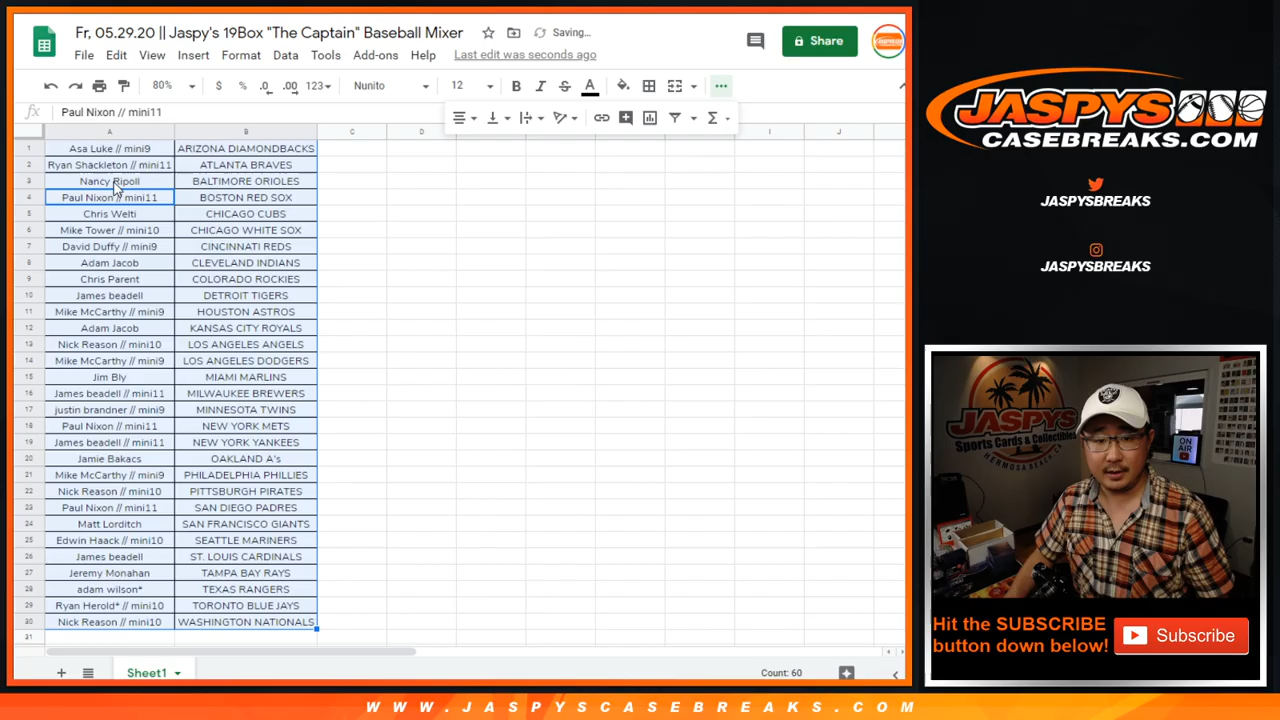 Fr, 05.29.20 || Jaspy's 19Box "The Captain" Baseball Mixer
Saving...
File Edit View Insert Format Data Tools Add-ons Help Last edit was seconds ago
Share
80% $ % .0 .00 123 Nunito 12 B I S A
fx Paul Nixon // mini11
A B C D E F G H I J
1 Asa Luke // mini9 ARIZONA DIAMONDBACKS
2 Ryan Shackleton // mini11 ATLANTA BRAVES
3 Nancy Ripoll BALTIMORE ORIOLES
4 Paul Nixon // mini11 BOSTON RED SOX
5 Chris Welti CHICAGO CUBS
6 Mike Tower // mini10 CHICAGO WHITE SOX
7 David Duffy // mini9 CINCINNATI REDS
8 Adam Jacob CLEVELAND INDIANS
9 Chris Parent COLORADO ROCKIES
10 James beadell DETROIT TIGERS
11 Mike McCarthy // mini9 HOUSTON ASTROS
12 Adam Jacob KANSAS CITY ROYALS
13 Nick Reason // mini10 LOS ANGELES ANGELS
14 Mike McCarthy // mini9 LOS ANGELES DODGERS
15 Jim Bly MIAMI MARLINS
16 James beadell // mini11 MILWAUKEE BREWERS
17 justin brandner // mini9 MINNESOTA TWINS
18 Paul Nixon // mini11 NEW YORK METS
19 James beadell // mini11 NEW YORK YANKEES
20 Jamie Bakacs OAKLAND A's
21 Mike McCarthy // mini9 PHILADELPHIA PHILLIES
22 Nick Reason // mini10 PITTSBURGH PIRATES
23 Paul Nixon // mini11 SAN DIEGO PADRES
24 Matt Lorditch SAN FRANCISCO GIANTS
25 Edwin Haack // mini10 SEATTLE MARINERS
26 James beadell ST. LOUIS CARDINALS
27 Jeremy Monahan TAMPA BAY RAYS
28 adam wilson* TEXAS RANGERS
29 Ryan Herold* // mini10 TORONTO BLUE JAYS
30 Nick Reason // mini10 WASHINGTON NATIONALS
31
Sheet1
Count: 60
JASPYS
CASEBREAKS.COM
JASPYSBREAKS
JASPYSBREAKS
JASPYS
Sports Cards & Collectibles
HERMOSA BEACH, CA
ON
AIR
Hit the SUBSCRIBE
button down below!
Subscribe
WWW.JASPYSCASEBREAKS.COM